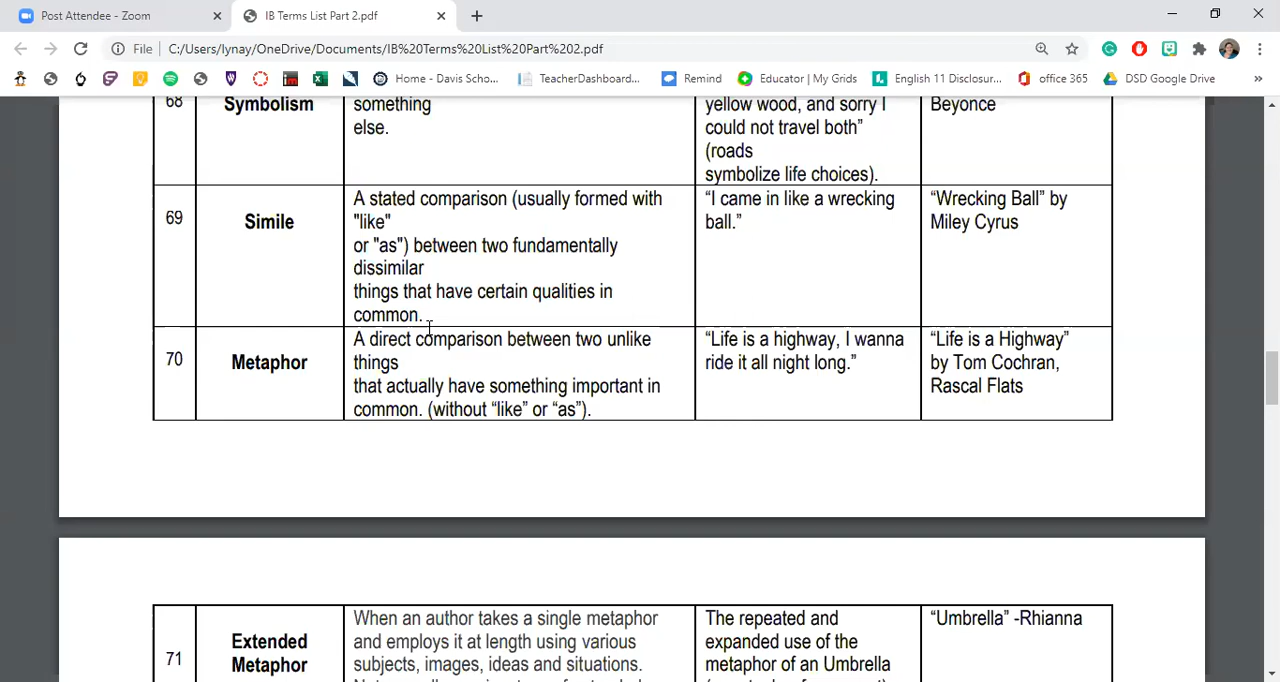 Post Attendee - Zoom
IB Terms List Part 2.pdf
File
C:/Users/lynay/OneDrive/Documents/IB%20Terms%20List%20Part%202.pdf
Home - Davis Scho...
TeacherDashboard...
Remind
Educator | My Grids
English 11 Disclosur...
office 365
DSD Google Drive
»
68
Symbolism
something
else.
yellow wood, and sorry I
could not travel both”
(roads
symbolize life choices).
Beyonce
69
Simile
A stated comparison (usually formed with
"like"
or "as") between two fundamentally
dissimilar
things that have certain qualities in
common.
“I came in like a wrecking
ball.”
“Wrecking Ball” by
Miley Cyrus
70
Metaphor
A direct comparison between two unlike
things
that actually have something important in
common. (without “like” or “as”).
“Life is a highway, I wanna
ride it all night long.”
“Life is a Highway”
by Tom Cochran,
Rascal Flats
71
Extended
Metaphor
When an author takes a single metaphor
and employs it at length using various
subjects, images, ideas and situations.
The repeated and
expanded use of the
metaphor of an Umbrella
“Umbrella” -Rhianna